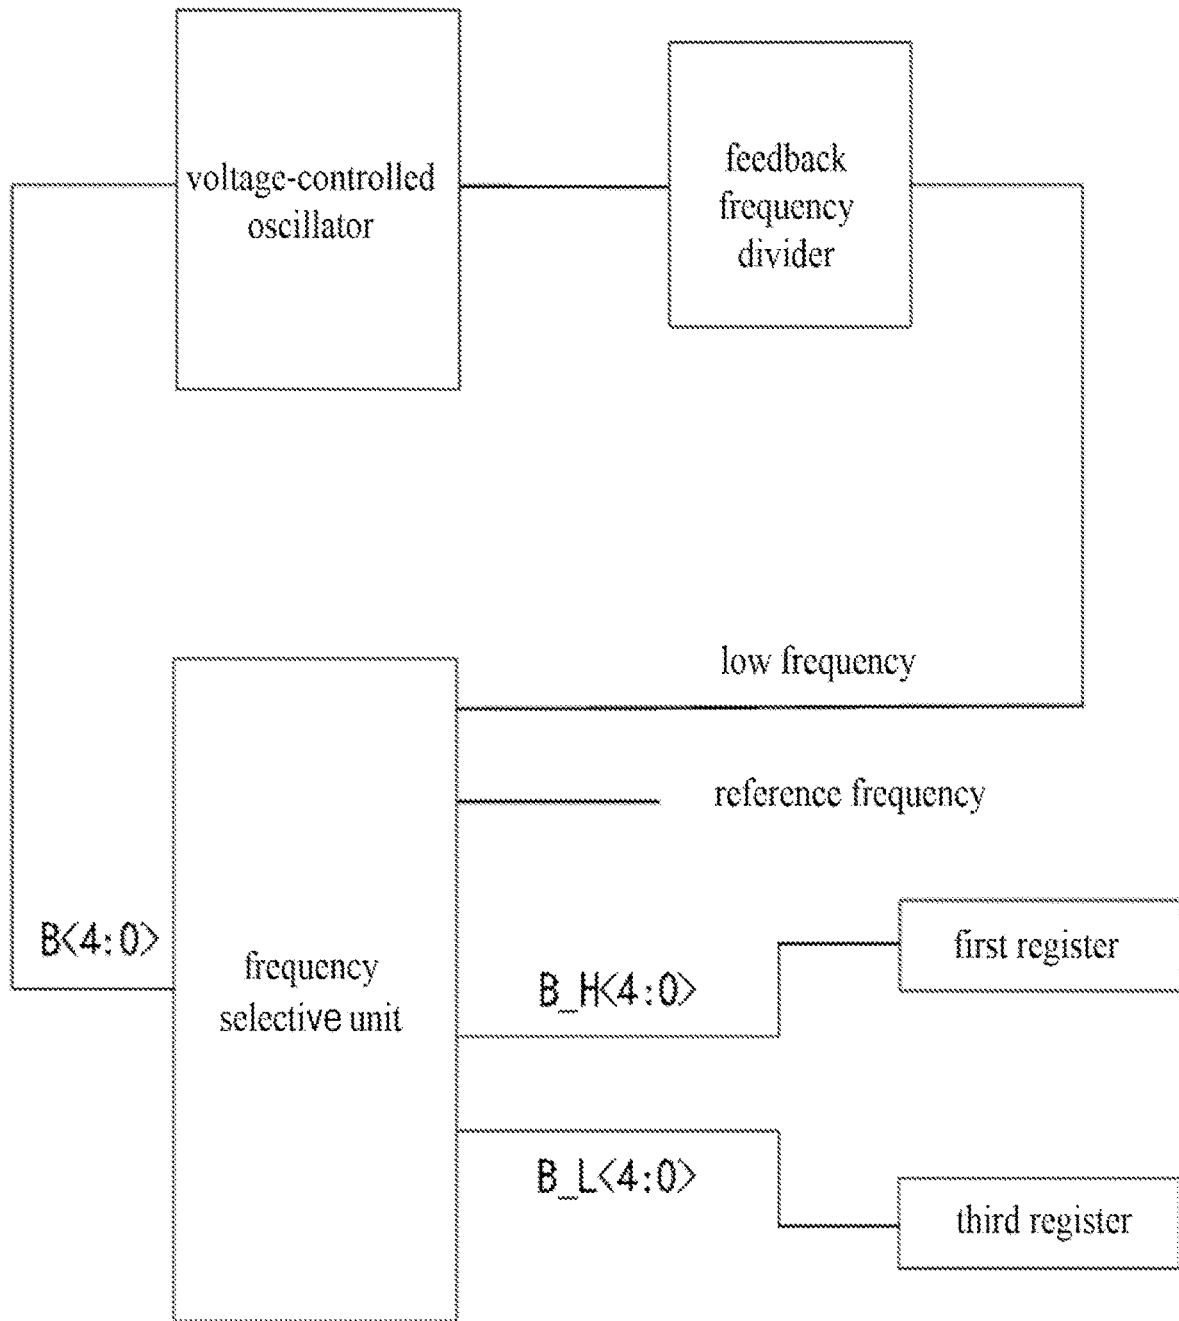 voltage-controlled
oscillator
feedback
frequency
divider
low frequency
reference frequency
B<4:0>
frequency
selective unit
B_H<4:0>
first register
B_L<4:0>
third register